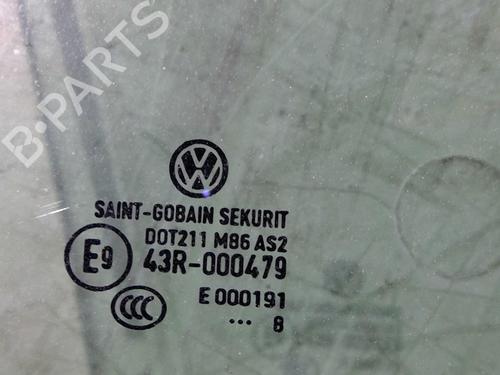 B-PARTS
VW
SAINT-GOBAIN SEKURIT
DOT211 M86 AS2
E9 43R-000479
CCC E 000191
... 8